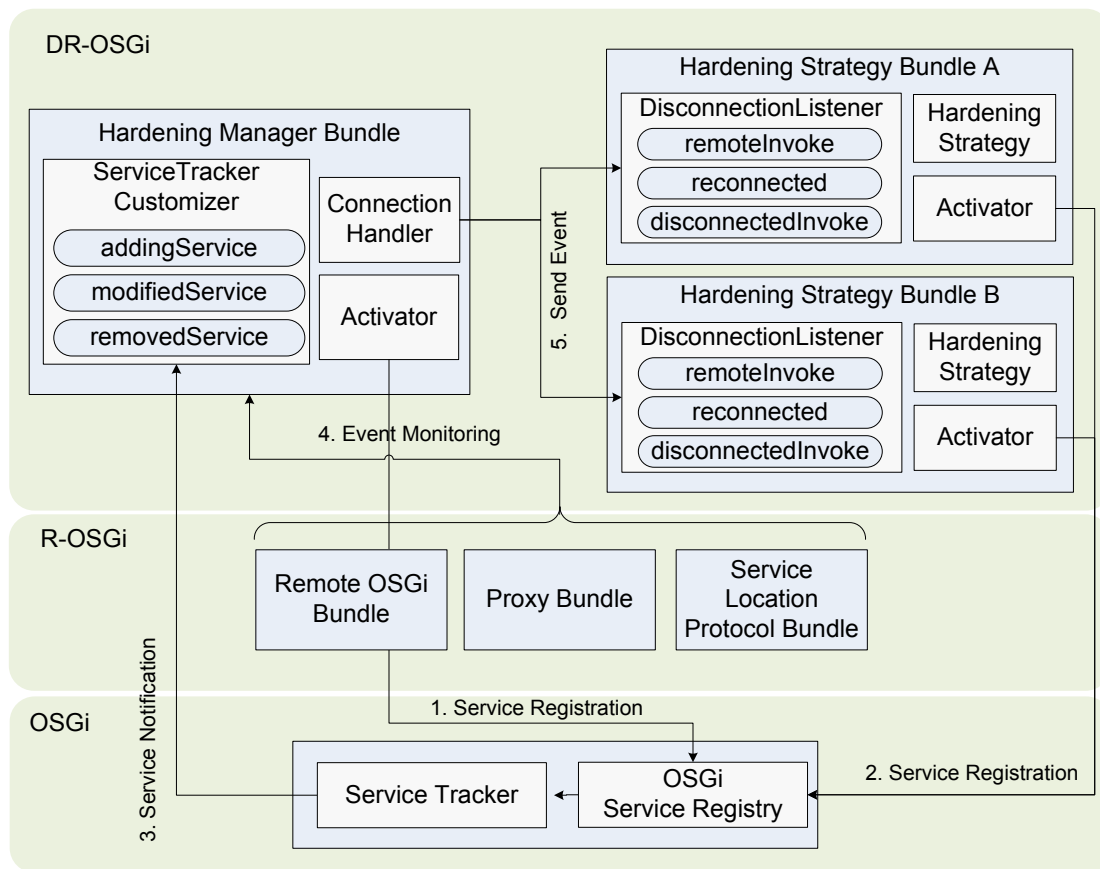 DR-OSGi
Hardening Manager Bundle
ServiceTracker
Customizer
addingService
modifiedService
removedService
Connection
Handler
Activator
5. Send Event
Hardening Strategy Bundle A
DisconnectionListener
remoteInvoke
reconnected
disconnectedInvoke
Hardening
Strategy
Activator
Hardening Strategy Bundle B
DisconnectionListener
remoteInvoke
reconnected
disconnectedInvoke
Hardening
Strategy
Activator
4. Event Monitoring
R-OSGi
Remote OSGi
Bundle
Proxy Bundle
Service
Location
Protocol Bundle
3. Service Notification
OSGi
1. Service Registration
2. Service Registration
Service Tracker
OSGi
Service Registry